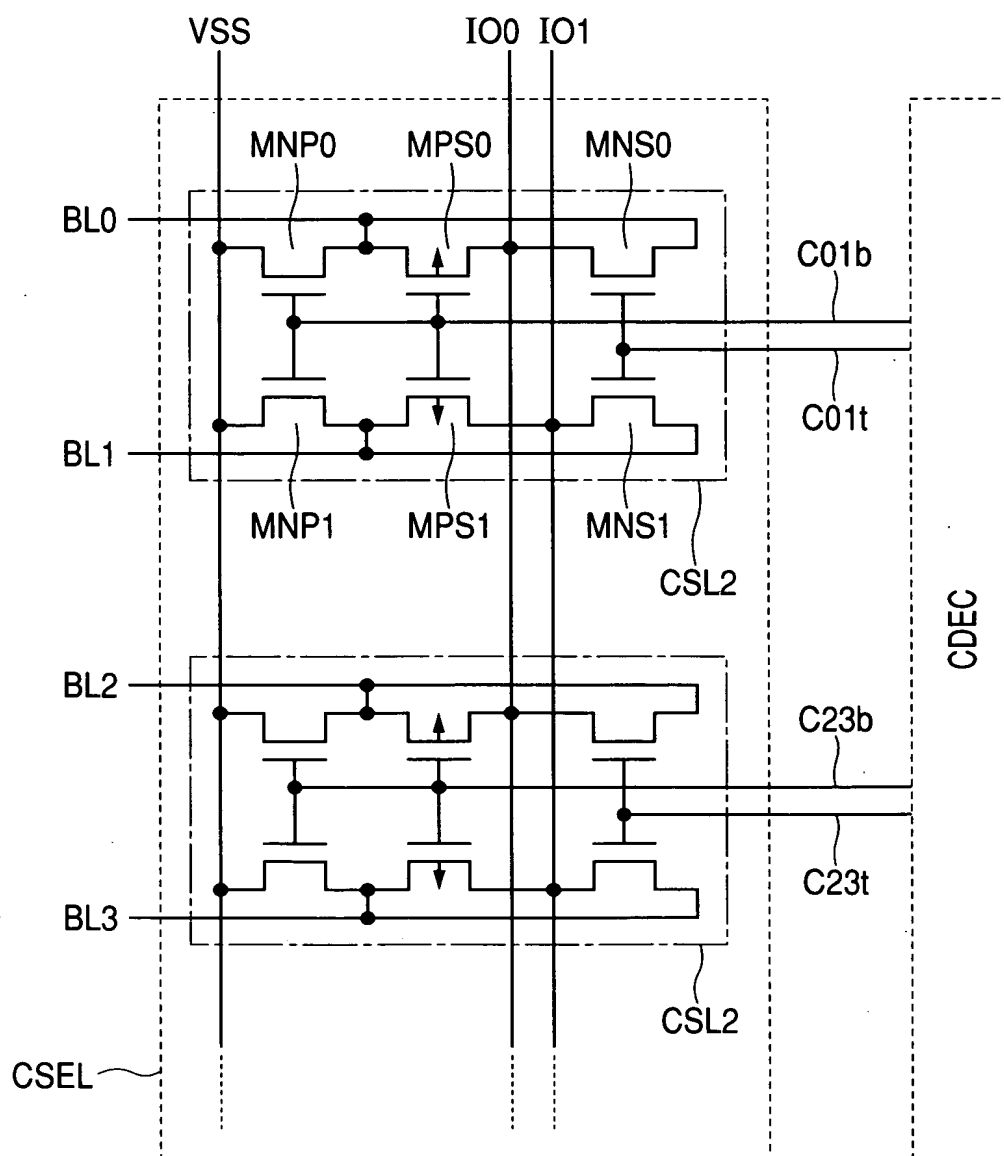 VSS IO0 IO1
MNP0 MPS0 MNS0
BL0
C01b
C01t
BL1
MNP1 MPS1 MNS1
CSL2
CDEC
BL2
C23b
C23t
BL3
CSL2
CSEL